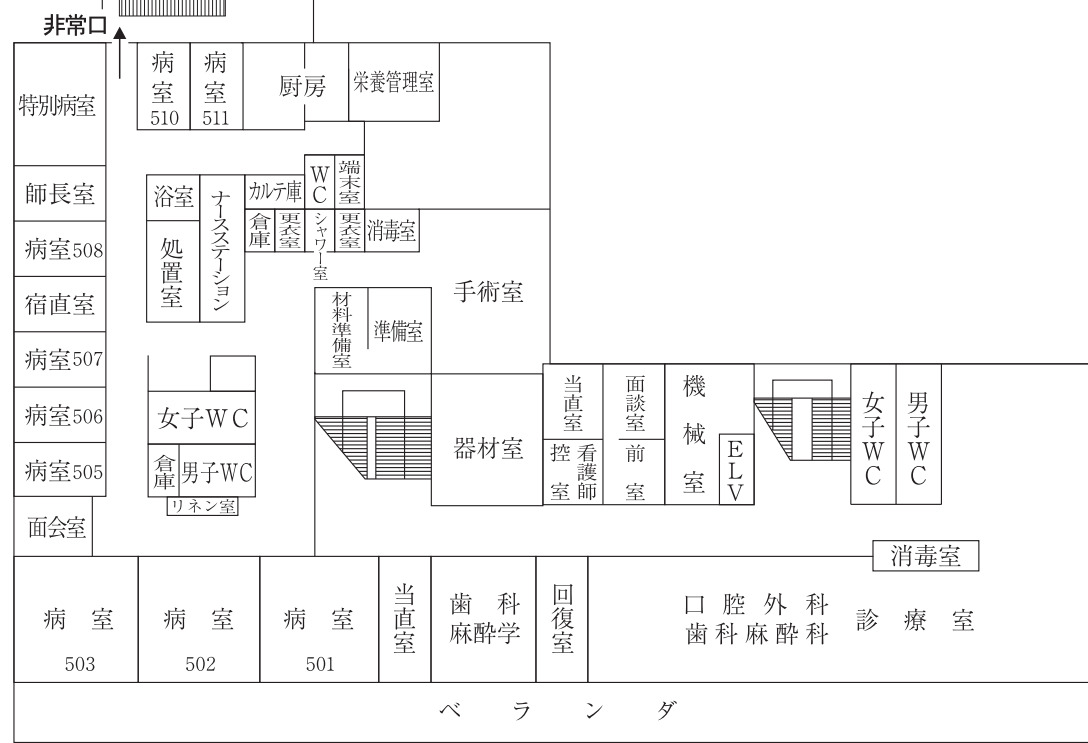 非常口
特別病室
病室
510
病室
511
厨房
栄養管理室
師長室
浴室
ナースステーション
カルテ庫
WC
端末室
病室508
処置室
倉庫
更衣室
シャワー室
更衣室
消毒室
宿直室
手術室
材料準備室
準備室
病室507
病室506
女子WC
病室505
倉庫
男子WC
リネン室
面会室
器材室
当直室
看護師
控室
面談室
前室
機械室
ELV
女子WC
男子WC
消毒室
病室
503
病室
502
病室
501
当直室
歯科
麻酔学
回復室
口腔外科
歯科麻酔科
診療室
ベランダ